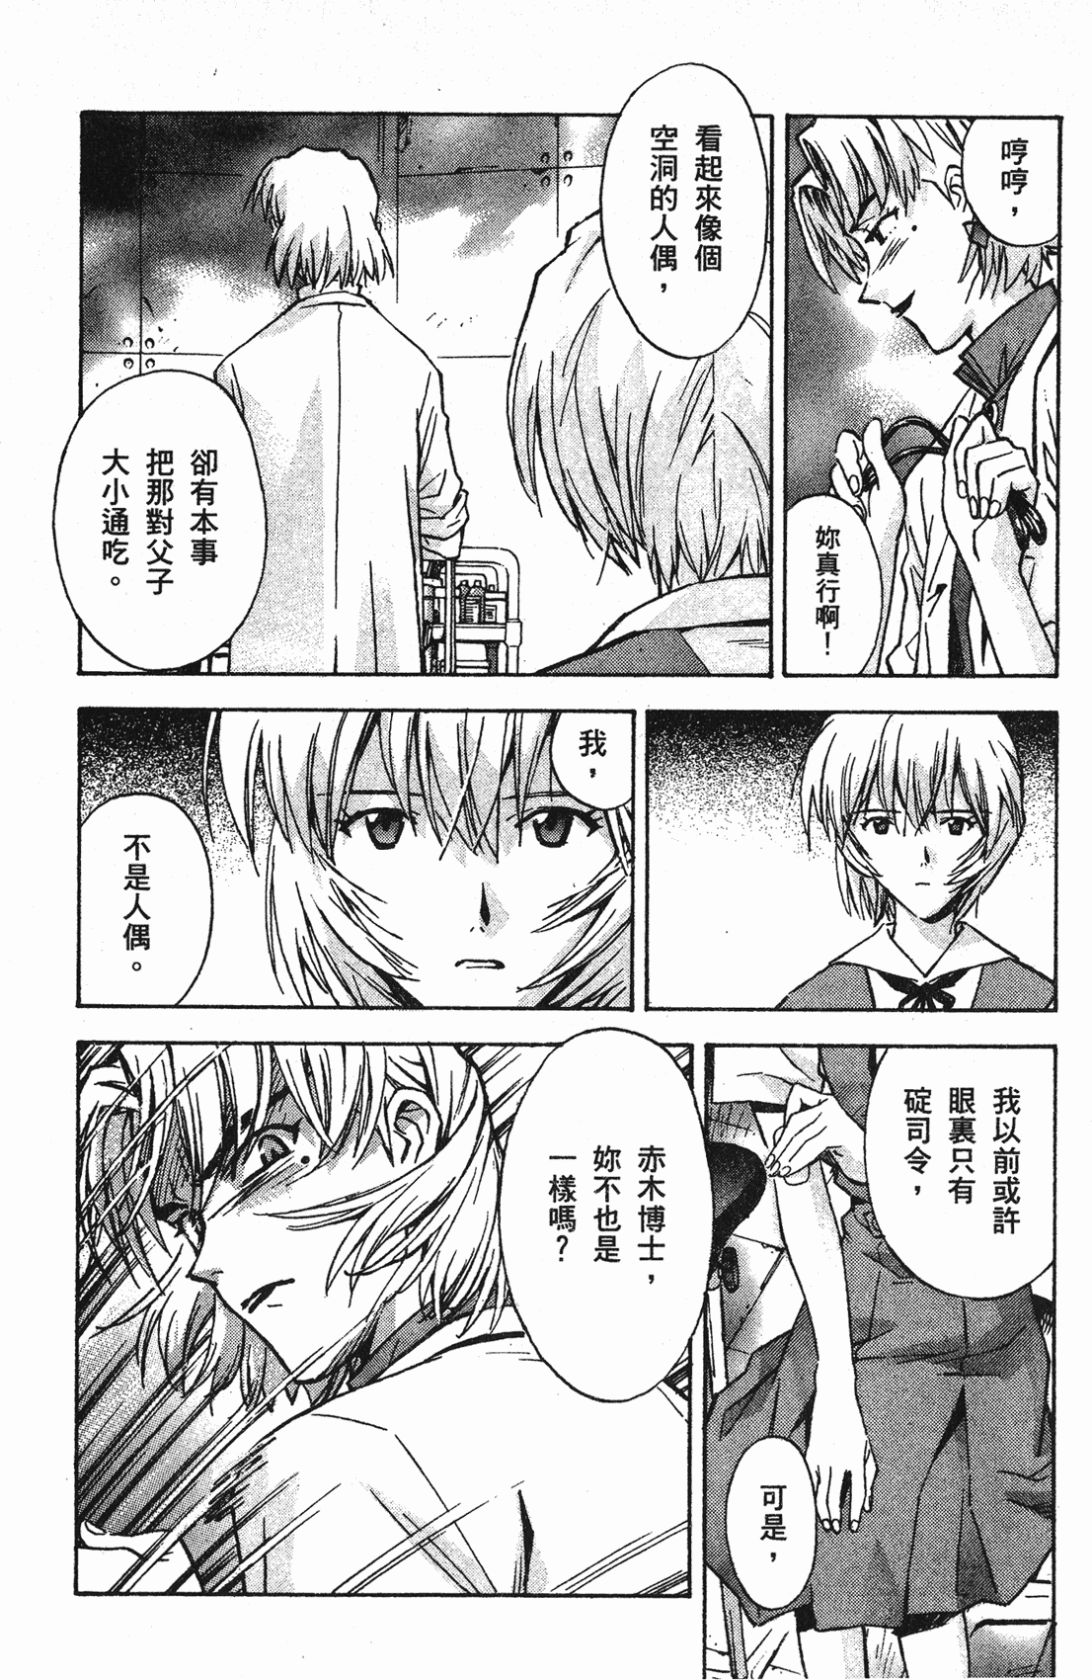 哼哼，
妳真行啊！
看起來像個
空洞的人偶，
卻有本事
把那對父子
大小通吃。
我，
不是人偶。
我以前或許
眼裏只有
碇司令，
可是，
赤木博士，
妳不也是
一樣嗎？